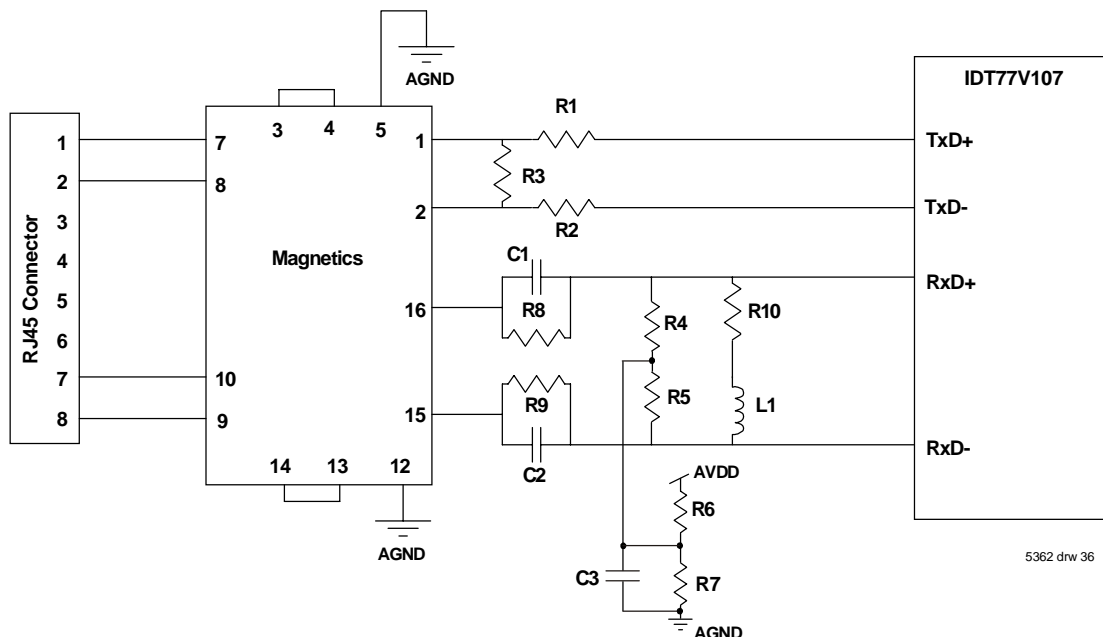 AGND
IDT77V107
RJ45 Connector
1
2
3
4
5
6
7
8
Magnetics
3
4
5
7
8
10
9
14
13
12
1
2
16
15
R1
R3
R2
TxD+
TxD-
C1
R8
R9
C2
R4
R5
R10
L1
RxD+
RxD-
AVDD
R6
R7
C3
AGND
AGND
5362 drw 36